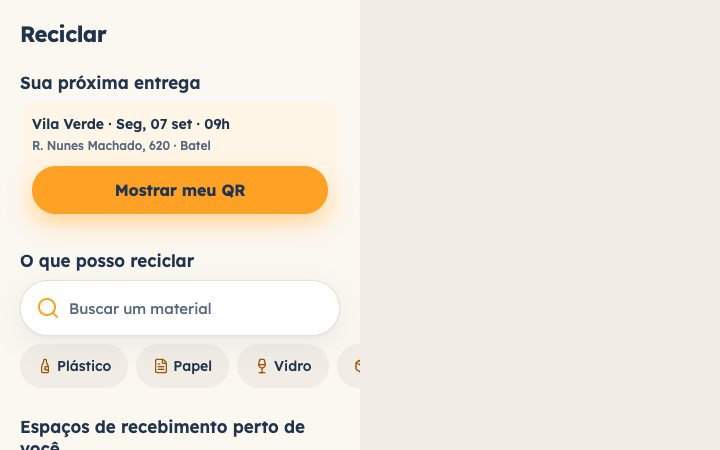 Reciclar
Sua próxima entrega
Vila Verde · Seg, 07 set · 09h
R. Nunes Machado, 620 · Batel
Mostrar meu QR
O que posso reciclar
Buscar um material
Plástico Papel Vidro
Espaços de recebimento perto de
você